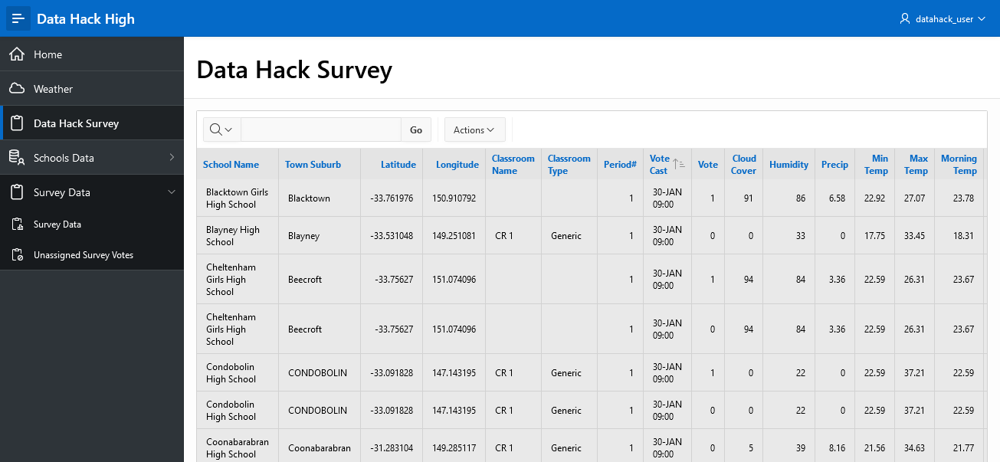 Data Hack High
datahack_user
Home
Weather
Data Hack Survey
Schools Data
Survey Data
Survey Data
Unassigned Survey Votes
Data Hack Survey
Go
Actions
School Name Town Suburb Latitude Longitude Classroom Name Classroom Type Period# Vote Cast Vote Cloud Cover Humidity Precip Min Temp Max Temp Morning Temp
Blacktown Girls High School Blacktown -33.761976 150.910792 1 30-JAN 09:00 1 91 86 6.58 22.92 27.07 23.78
Blayney High School Blayney -33.531048 149.251081 CR 1 Generic 1 30-JAN 09:00 0 0 33 0 17.75 33.45 18.31
Cheltenham Girls High School Beecroft -33.75627 151.074096 1 30-JAN 09:00 1 94 84 3.36 22.59 26.31 23.67
Cheltenham Girls High School Beecroft -33.75627 151.074096 1 30-JAN 09:00 0 94 84 3.36 22.59 26.31 23.67
Condobolin High School CONDOBOLIN -33.091828 147.143195 CR 1 Generic 1 30-JAN 09:00 1 0 22 0 22.59 37.21 22.59
Condobolin High School CONDOBOLIN -33.091828 147.143195 CR 1 Generic 1 30-JAN 09:00 0 0 22 0 22.59 37.21 22.59
Coonabarabran High School Coonabarabran -31.283104 149.285117 CR 1 Generic 1 30-JAN 09:00 0 5 39 8.16 21.56 34.63 21.77